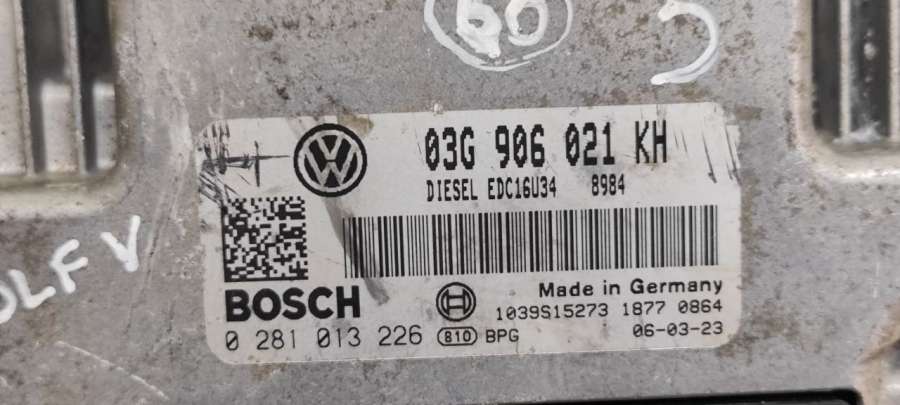 60
GOLF V
03G 906 021 KH
DIESEL EDC16U34 8984
BOSCH
Made in Germany
1039S15273 1877 0864
0 281 013 226 810 BPG 06-03-23